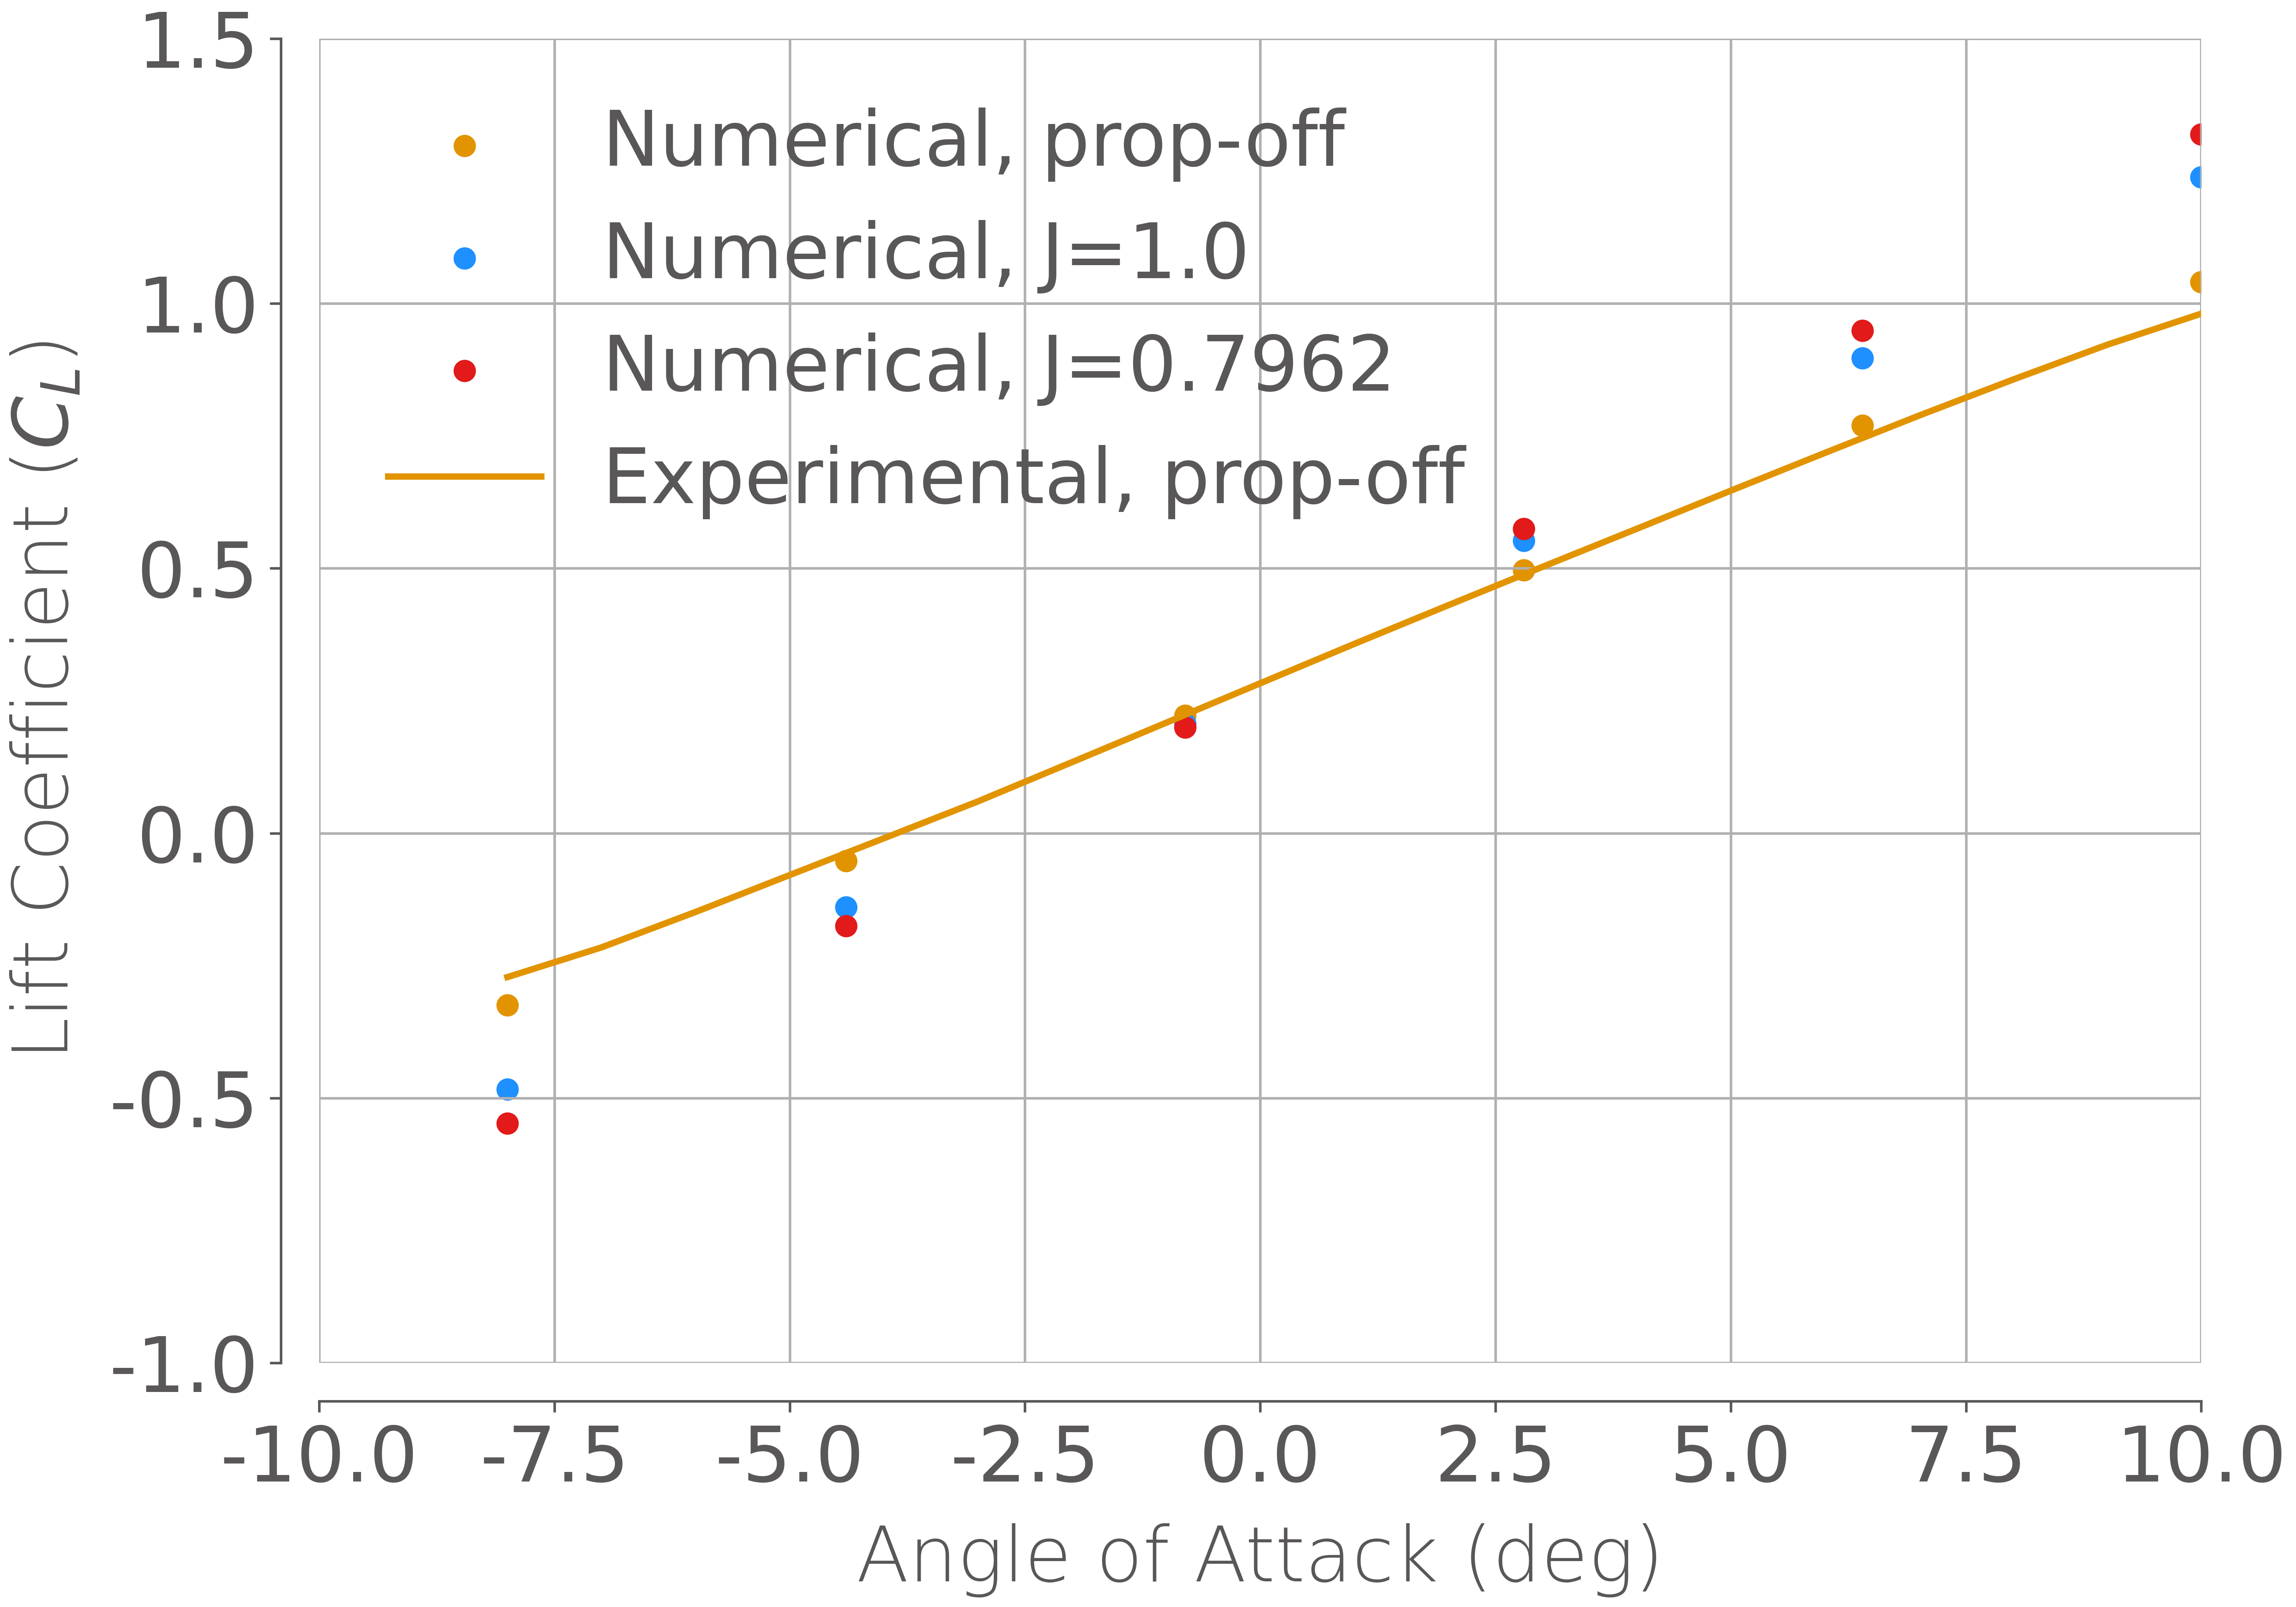 1.5
1.0
0.5
0.0
-0.5
-1.0
Lift Coefficient (C_L)
Numerical, prop-off
Numerical, J=1.0
Numerical, J=0.7962
Experimental, prop-off
-10.0 -7.5 -5.0 -2.5 0.0 2.5 5.0 7.5 10.0
Angle of Attack (deg)